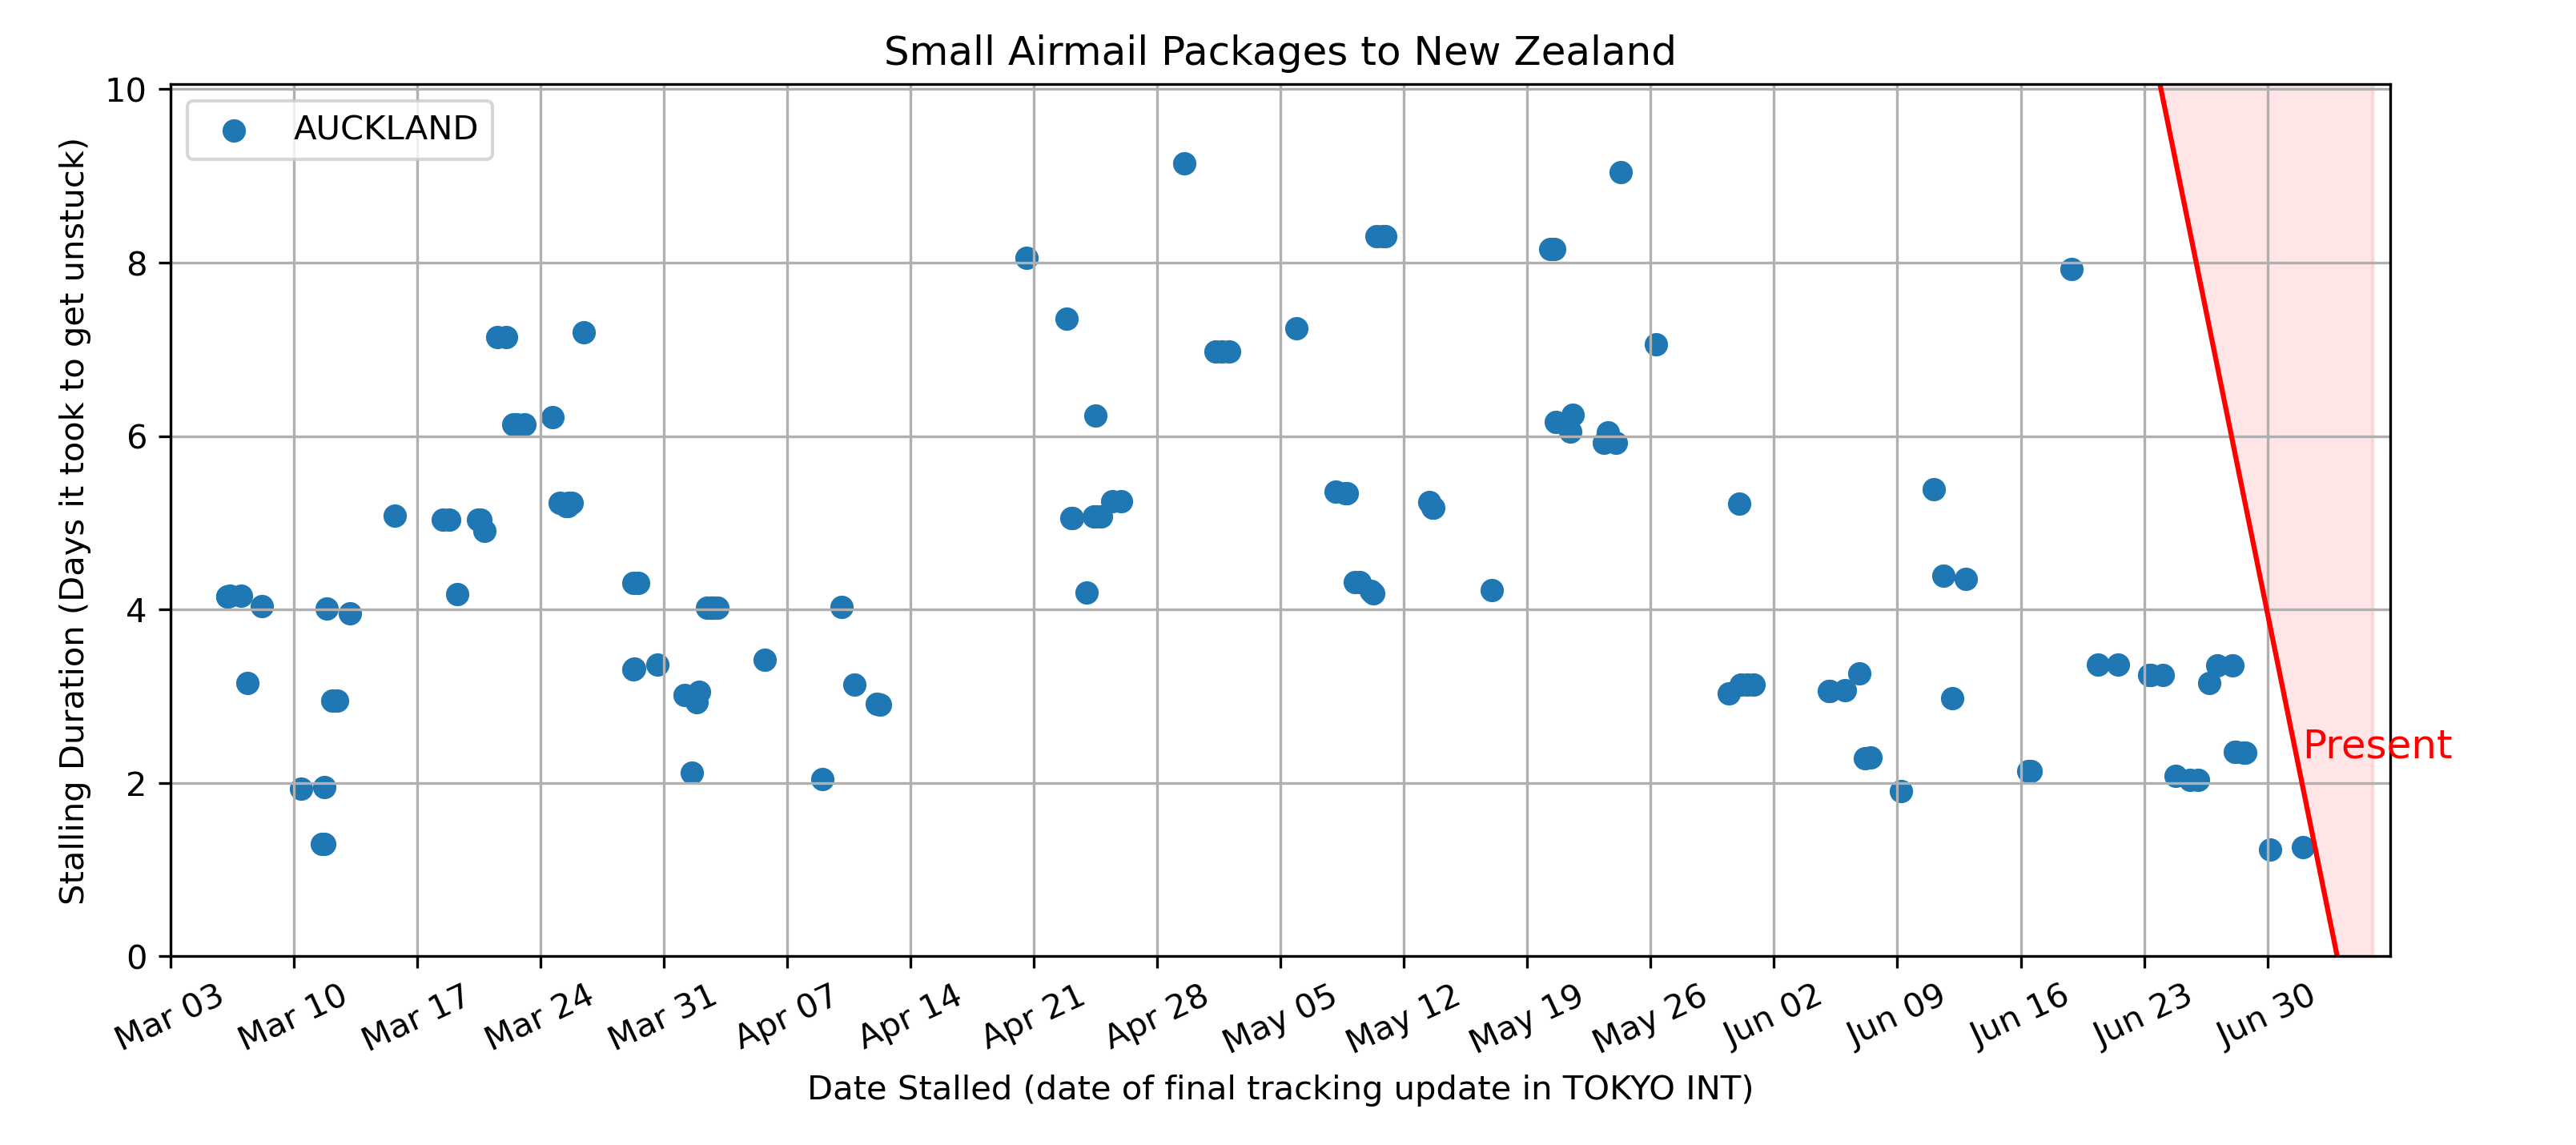 Small Airmail Packages to New Zealand
AUCKLAND
Stalling Duration (Days it took to get unstuck)
10
8
6
4
2
0
Present
Mar 03
Mar 10
Mar 17
Mar 24
Mar 31
Apr 07
Apr 14
Apr 21
Apr 28
May 05
May 12
May 19
May 26
Jun 02
Jun 09
Jun 16
Jun 23
Jun 30
Date Stalled (date of final tracking update in TOKYO INT)